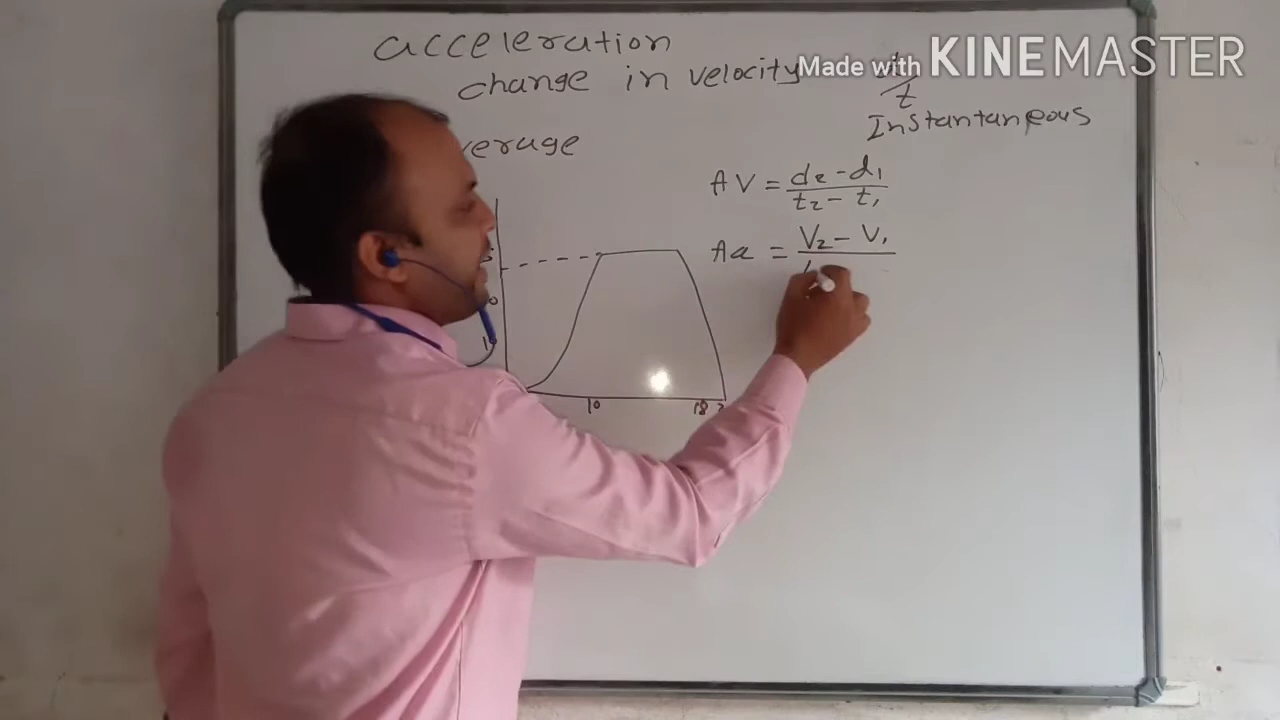 acceleration
change in velocity
Made with KINEMASTER
t
Instantaneous
verage
AV = d2 - d1
t2 - t1
Aa = V2 - V1
10 18